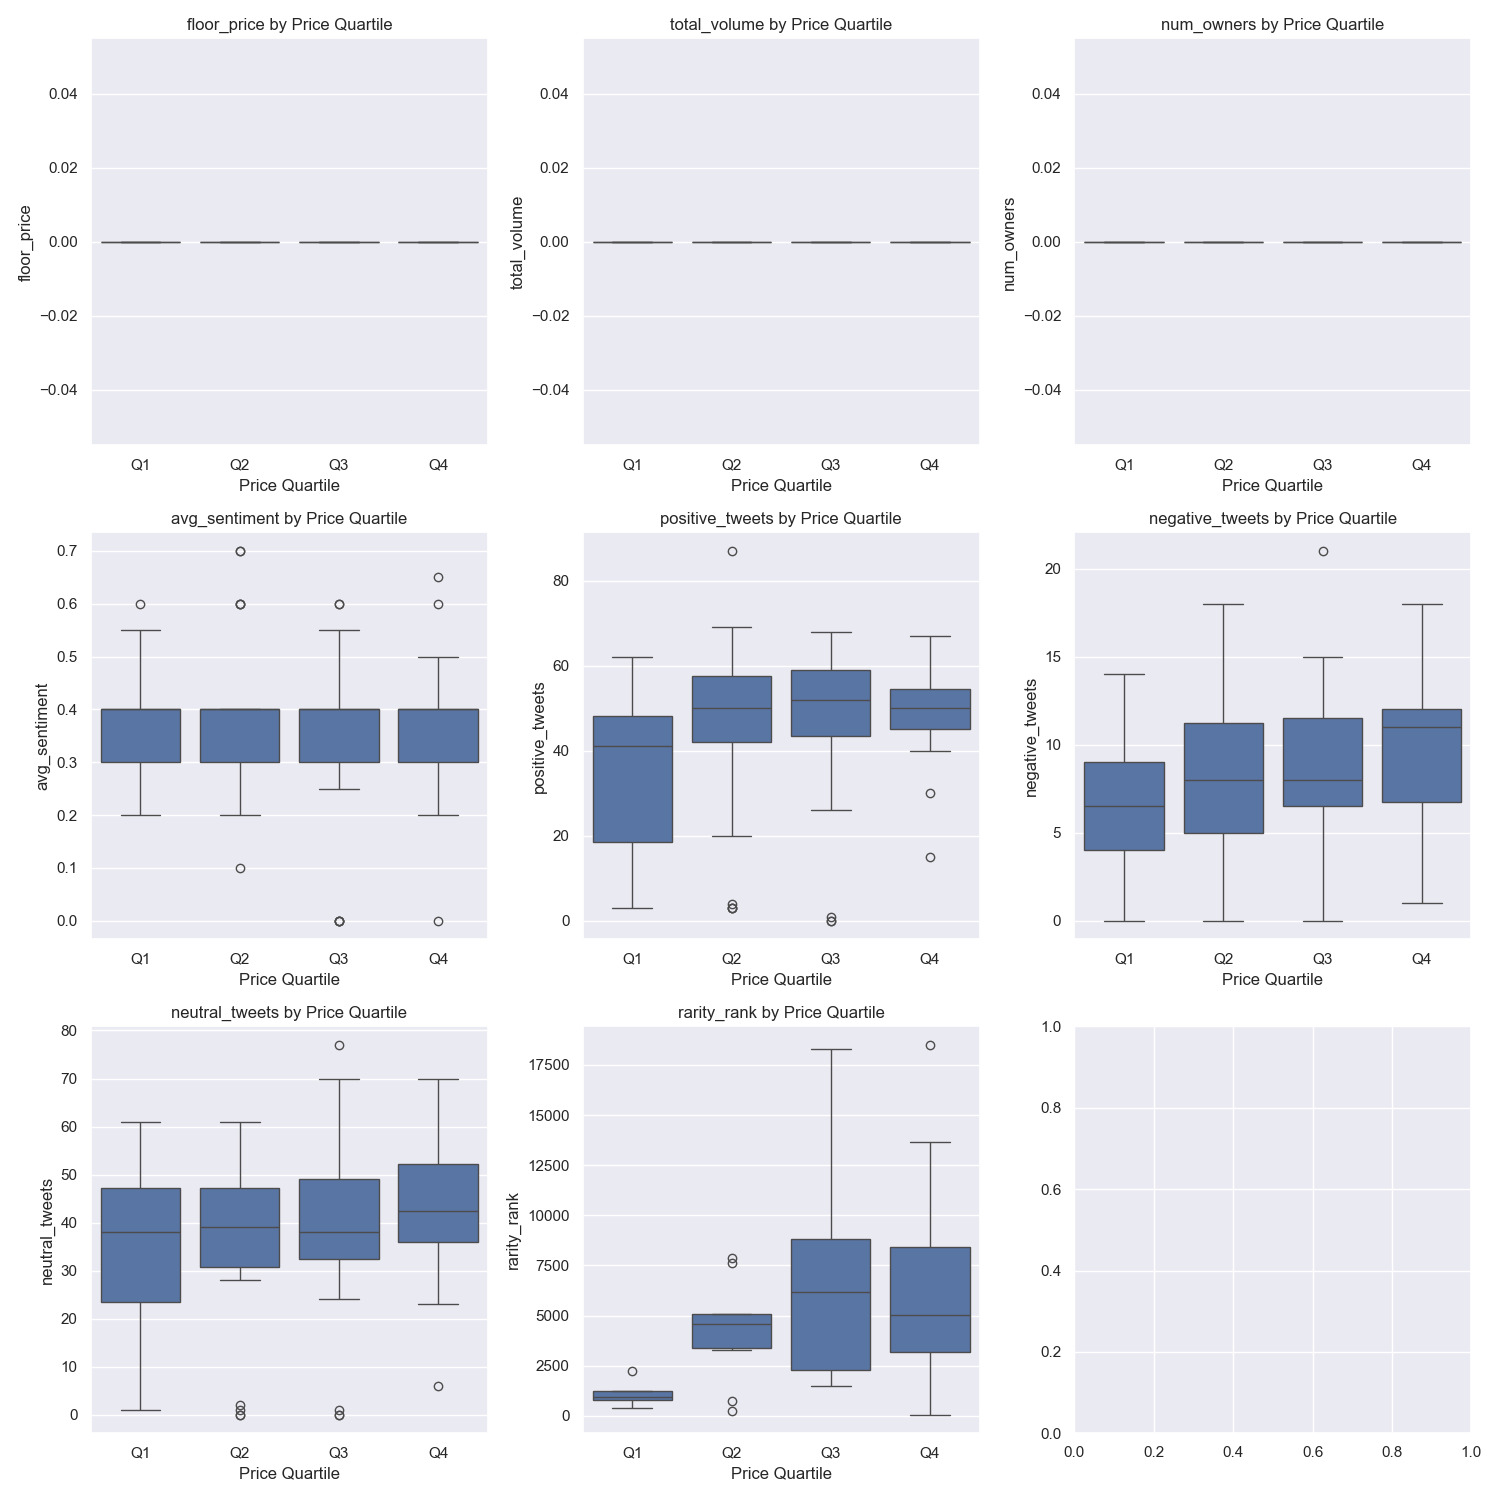 floor_price by Price Quartile
total_volume by Price Quartile
num_owners by Price Quartile
0.04
0.02
0.00
−0.02
−0.04
floor_price
Q1 Q2 Q3 Q4
Price Quartile
0.04
0.02
0.00
−0.02
−0.04
total_volume
Q1 Q2 Q3 Q4
Price Quartile
0.04
0.02
0.00
−0.02
−0.04
num_owners
Q1 Q2 Q3 Q4
Price Quartile
avg_sentiment by Price Quartile
positive_tweets by Price Quartile
negative_tweets by Price Quartile
0.7
0.6
0.5
0.4
0.3
0.2
0.1
0.0
avg_sentiment
Q1 Q2 Q3 Q4
Price Quartile
80
60
40
20
0
positive_tweets
Q1 Q2 Q3 Q4
Price Quartile
20
15
10
5
0
negative_tweets
Q1 Q2 Q3 Q4
Price Quartile
neutral_tweets by Price Quartile
rarity_rank by Price Quartile
80
70
60
50
40
30
20
10
0
neutral_tweets
Q1 Q2 Q3 Q4
Price Quartile
17500
15000
12500
10000
7500
5000
2500
0
rarity_rank
Q1 Q2 Q3 Q4
Price Quartile
1.0
0.8
0.6
0.4
0.2
0.0
0.0 0.2 0.4 0.6 0.8 1.0